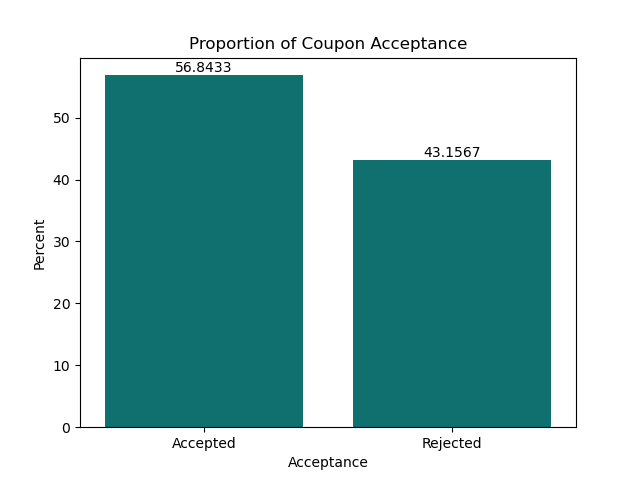 Proportion of Coupon Acceptance
56.8433
43.1567
50
40
30
20
10
0
Percent
Accepted Rejected
Acceptance